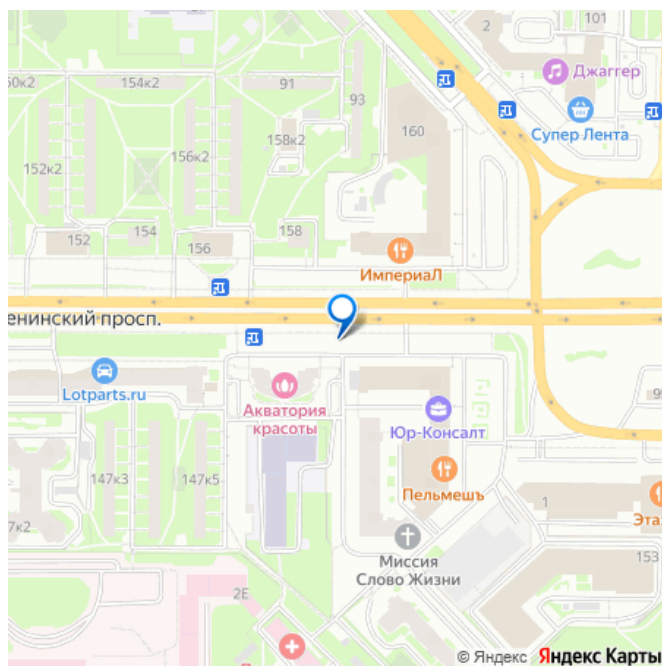 2
101
Джаггер
50к2
154к2
91
93
Супер Лента
160
158к2
156к2
152к2
152
154
158
156
ИмпериаЛ
енинский просп.
Lotparts.ru
Акватория
красоты
Юр-Консалт
147к3
147к5
Пельмешъ
1
Эта
7к2
Миссия
Слово Жизни
153
2Е
© Яндекс Яндекс Карты